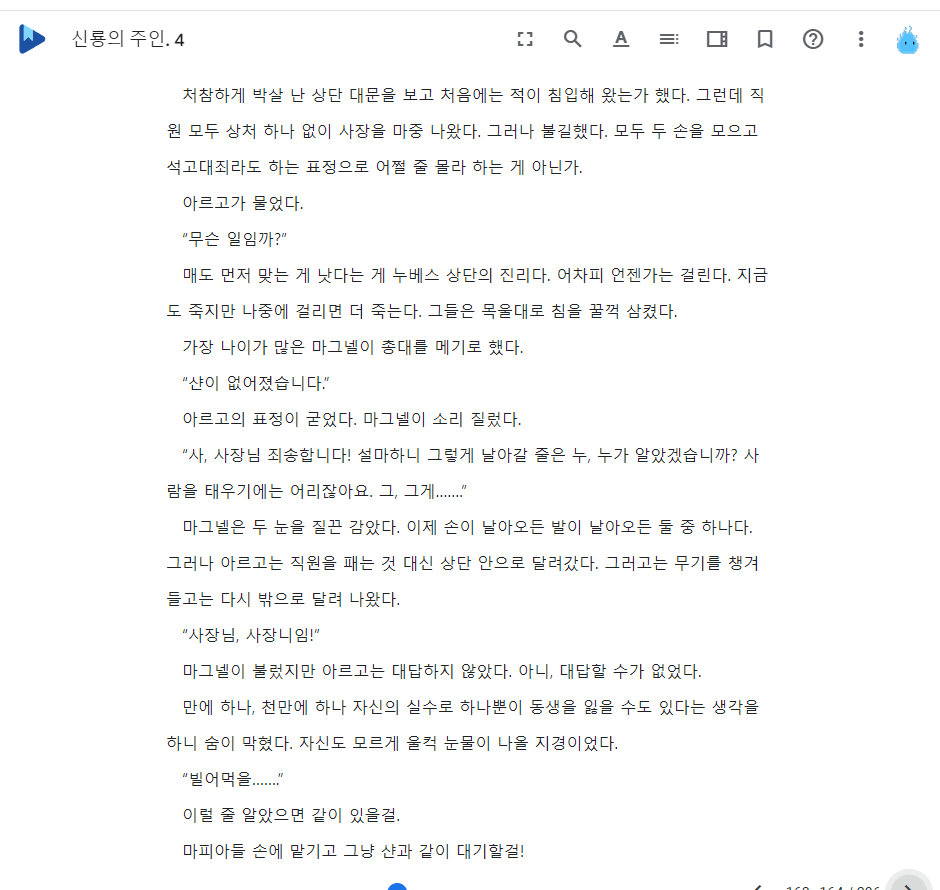 신룡의 주인. 4
처참하게 박살 난 상단 대문을 보고 처음에는 적이 침입해 왔는가 했다. 그런데 직
원 모두 상처 하나 없이 사장을 마중 나왔다. 그러나 불길했다. 모두 두 손을 모으고
석고대죄라도 하는 표정으로 어쩔 줄 몰라 하는 게 아닌가.
아르고가 물었다.
“무슨 일임까?”
매도 먼저 맞는 게 낫다는 게 누베스 상단의 진리다. 어차피 언젠가는 걸린다. 지금
도 죽지만 나중에 걸리면 더 죽는다. 그들은 목울대로 침을 꿀꺽 삼켰다.
가장 나이가 많은 마그넬이 총대를 메기로 했다.
“샨이 없어졌습니다.”
아르고의 표정이 굳었다. 마그넬이 소리 질렀다.
“사, 사장님 죄송합니다! 설마하니 그렇게 날아갈 줄은 누, 누가 알았겠습니까? 사
람을 태우기에는 어리잖아요. 그, 그게…….”
마그넬은 두 눈을 질끈 감았다. 이제 손이 날아오든 발이 날아오든 둘 중 하나다.
그러나 아르고는 직원을 패는 것 대신 상단 안으로 달려갔다. 그러고는 무기를 챙겨
들고는 다시 밖으로 달려 나왔다.
“사장님, 사장니임!”
마그넬이 불렀지만 아르고는 대답하지 않았다. 아니, 대답할 수가 없었다.
만에 하나, 천만에 하나 자신의 실수로 하나뿐이 동생을 잃을 수도 있다는 생각을
하니 숨이 막혔다. 자신도 모르게 울컥 눈물이 나올 지경이었다.
“빌어먹을…….”
이럴 줄 알았으면 같이 있을걸.
마피아들 손에 맡기고 그냥 샨과 같이 대기할걸!